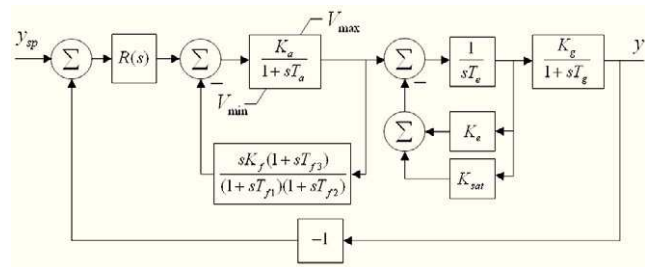 V_max
y_sp
Σ
R(s)
Σ
−
K_a
1 + sT_a
Σ
−
1
sT_e
K_g
1 + sT_g
y
V_min
Σ
K_e
K_sat
sK_f(1 + sT_f3)
(1 + sT_f1)(1 + sT_f2)
−1